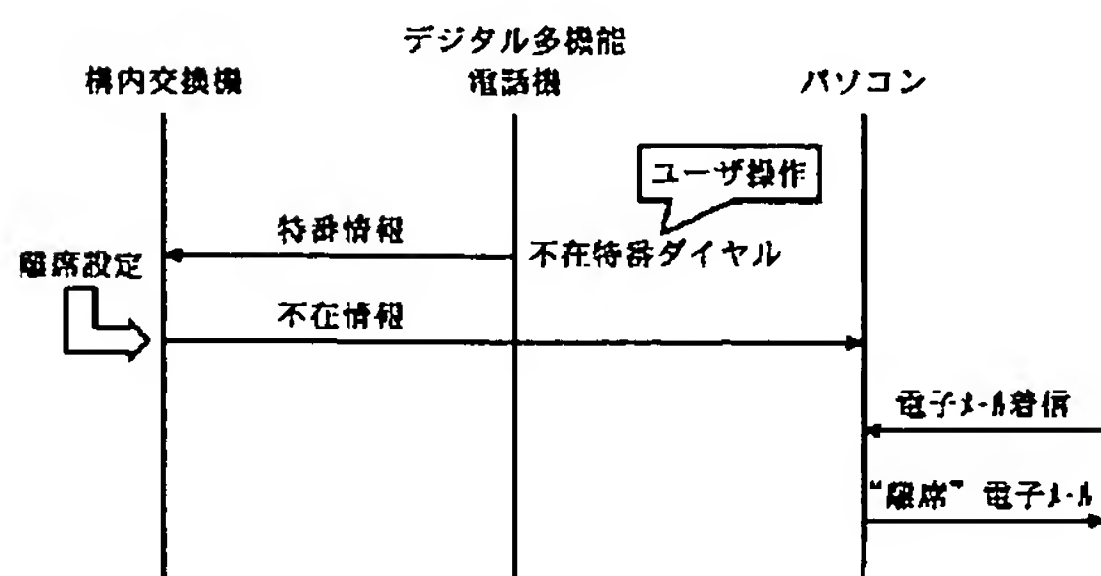 デジタル多機能
構内交換機
電話機
パソコン
ユーザ操作
特番情報
不在特番ダイヤル
離席設定
不在情報
電子メール着信
"離席" 電子メール